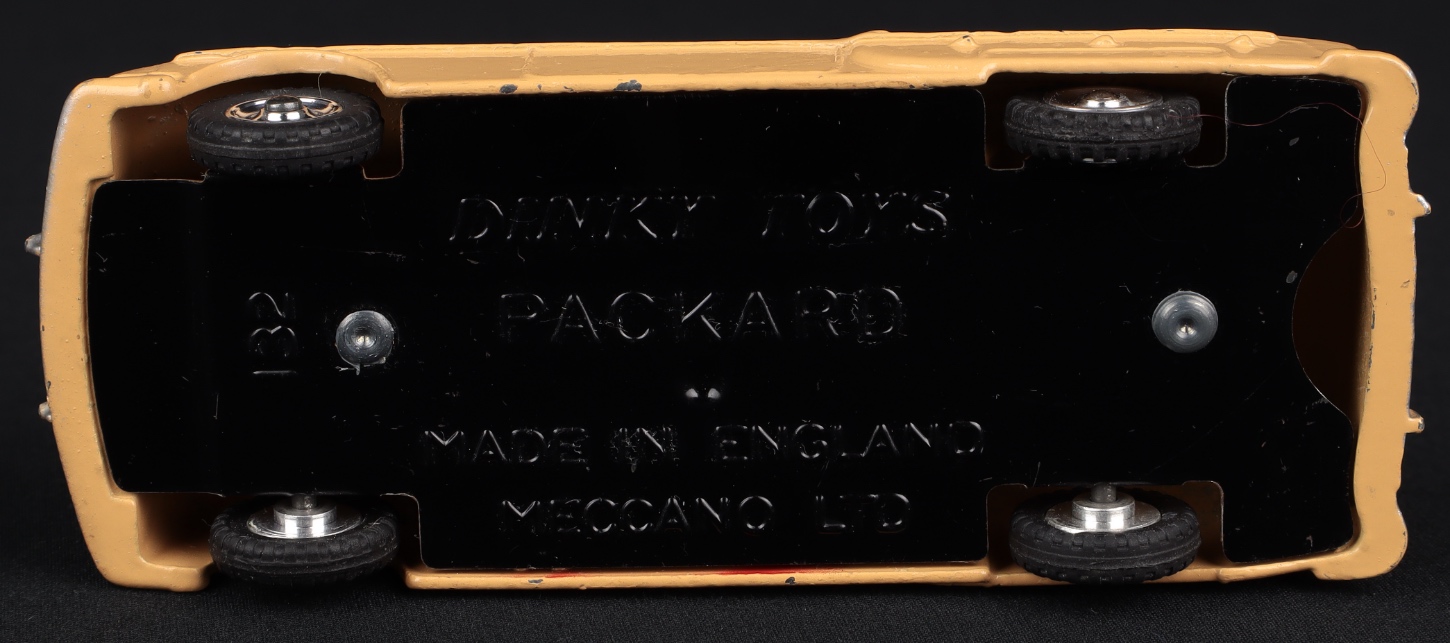 DINKY TOYS
132
PACKARD
MADE IN ENGLAND
MECCANO LTD